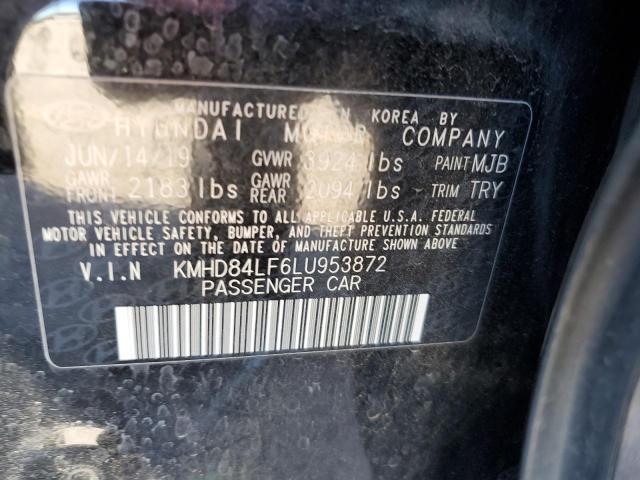 MANUFACTURED IN KOREA BY
HYUNDAI MOTOR COMPANY
JUN/14/19 GVWR 3924 lbs PAINT MJB
GAWR FRONT 2183 lbs GAWR REAR 2094 lbs TRIM TRY
THIS VEHICLE CONFORMS TO ALL APPLICABLE U.S.A. FEDERAL
MOTOR VEHICLE SAFETY, BUMPER, AND THEFT PREVENTION
STANDARDS IN EFFECT ON THE DATE OF MANUFACTURE SHOWN ABOVE
V.I.N KMHD84LF6LU953872
PASSENGER CAR